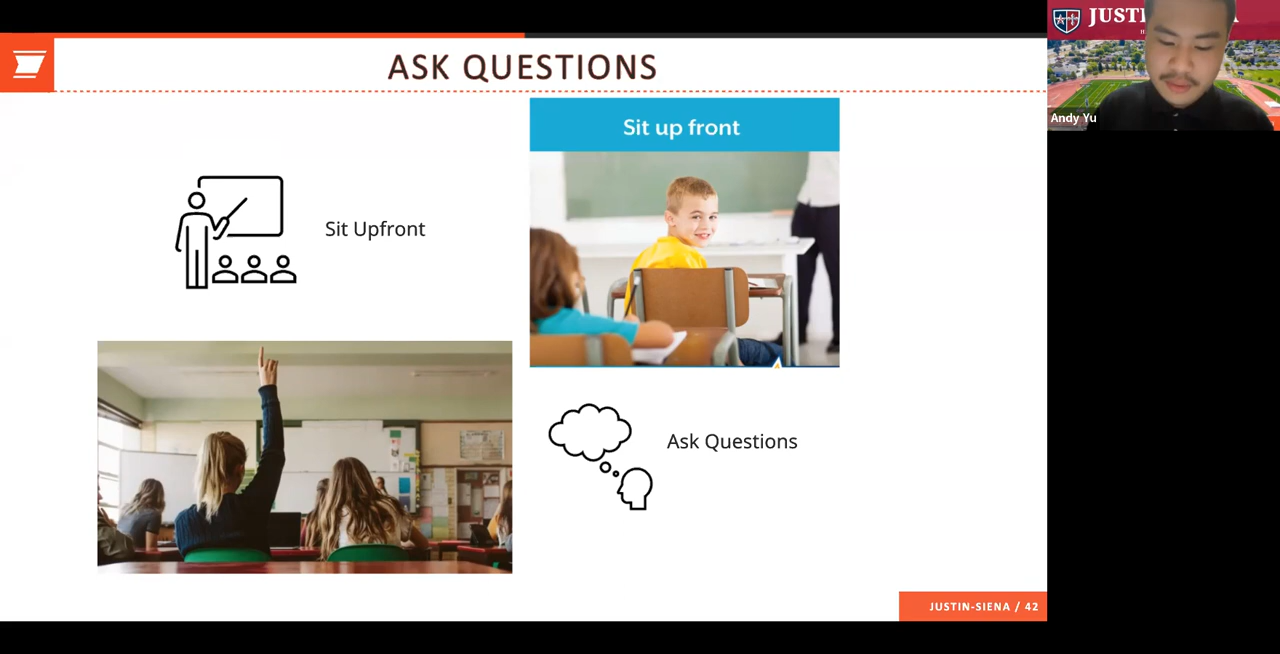 ASK QUESTIONS
Sit up front
Sit Upfront
Ask Questions
JUSTIN-SIENA / 42
Andy Yu